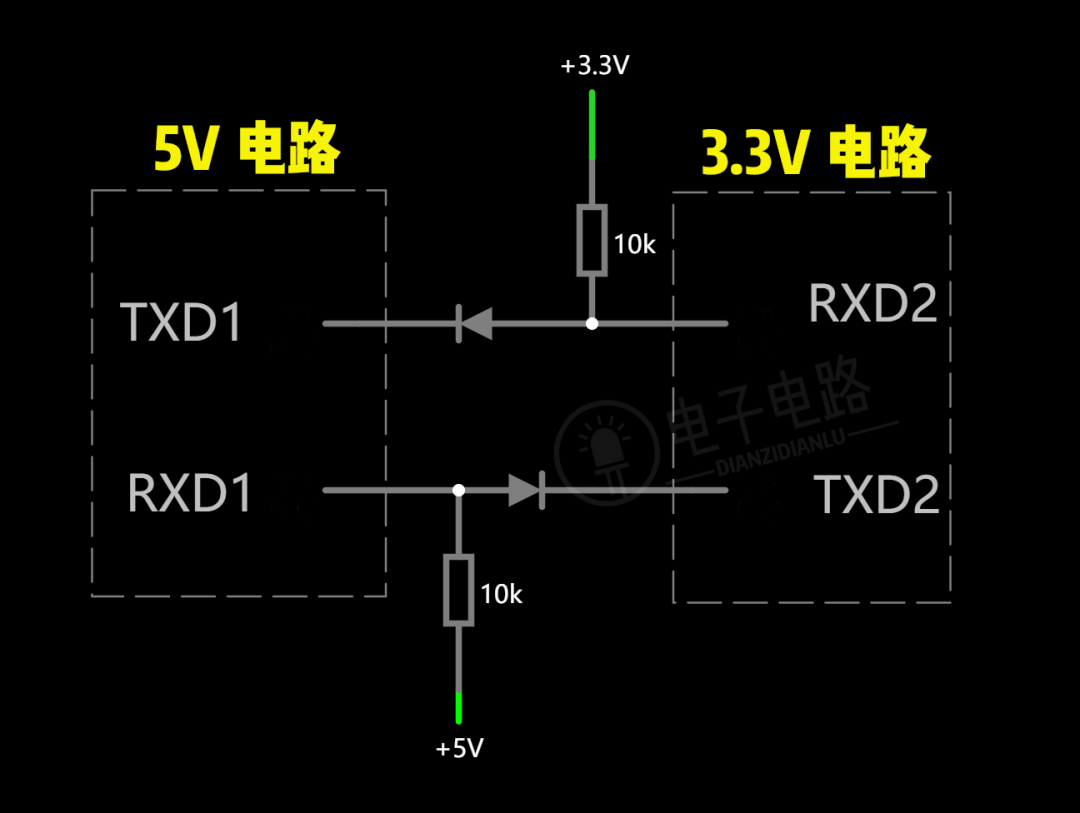 +3.3V
5V 电路
3.3V 电路
10k
TXD1
RXD2
电子电路
DIANZIDIANLU
RXD1
TXD2
10k
+5V